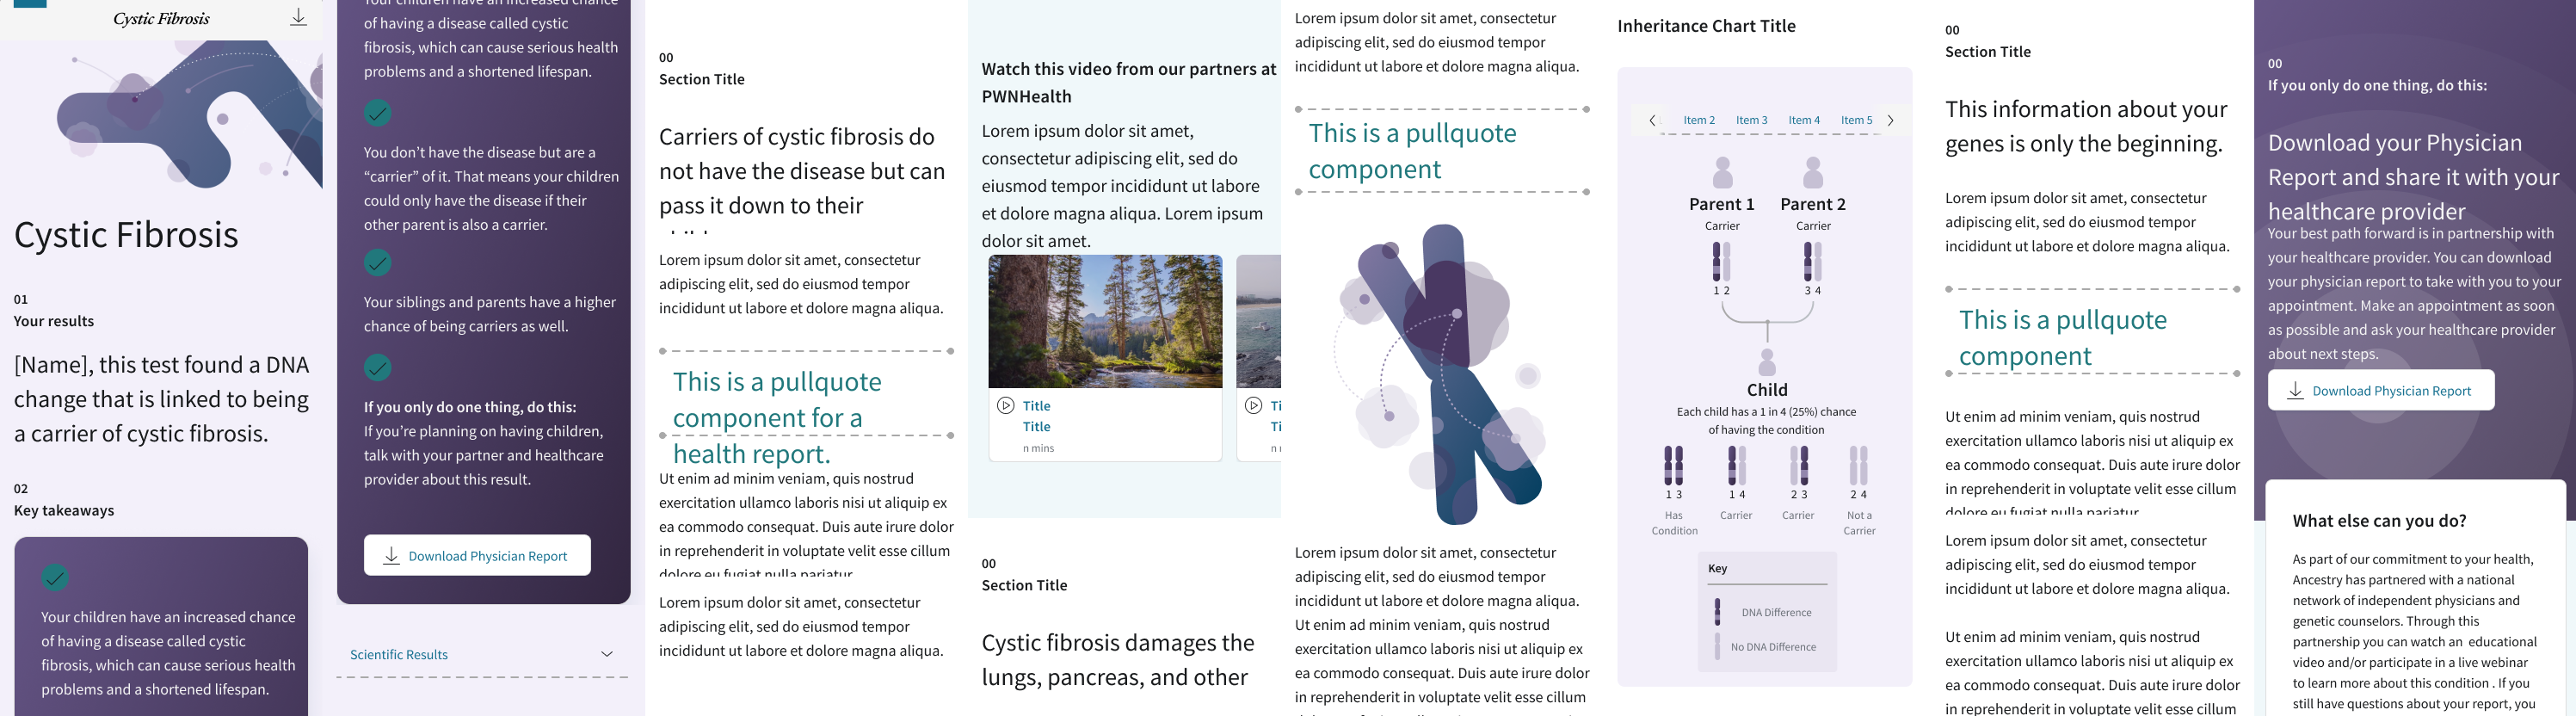 Cystic Fibrosis
Cystic Fibrosis
01
Your results
[Name], this test found a DNA
change that is linked to being
a carrier of cystic fibrosis.
02
Key takeaways
Your children have an increased chance
of having a disease called cystic
fibrosis, which can cause serious health
problems and a shortened lifespan.
Your children have an increased chance
of having a disease called cystic
fibrosis, which can cause serious health
problems and a shortened lifespan.
You don’t have the disease but are a
“carrier” of it. That means your children
could only have the disease if their
other parent is also a carrier.
Your siblings and parents have a higher
chance of being carriers as well.
If you only do one thing, do this:
If you’re planning on having children,
talk with your partner and healthcare
provider about this result.
Download Physician Report
Scientific Results
00
Section Title
Carriers of cystic fibrosis do
not have the disease but can
pass it down to their
Lorem ipsum dolor sit amet, consectetur
adipiscing elit, sed do eiusmod tempor
incididunt ut labore et dolore magna aliqua.
This is a pullquote
component for a
health report.
Ut enim ad minim veniam, quis nostrud
exercitation ullamco laboris nisi ut aliquip ex
ea commodo consequat. Duis aute irure dolor
in reprehenderit in voluptate velit esse cillum
dolore eu fugiat nulla pariatur
Lorem ipsum dolor sit amet, consectetur
adipiscing elit, sed do eiusmod tempor
incididunt ut labore et dolore magna aliqua.
Watch this video from our partners at
PWNHealth
Lorem ipsum dolor sit amet,
consectetur adipiscing elit, sed do
eiusmod tempor incididunt ut labore
et dolore magna aliqua. Lorem ipsum
dolor sit amet.
Title
Title
n mins
Ti
Ti
n r
00
Section Title
Cystic fibrosis damages the
lungs, pancreas, and other
Lorem ipsum dolor sit amet, consectetur
adipiscing elit, sed do eiusmod tempor
incididunt ut labore et dolore magna aliqua.
This is a pullquote
component
Lorem ipsum dolor sit amet, consectetur
adipiscing elit, sed do eiusmod tempor
incididunt ut labore et dolore magna aliqua.
Ut enim ad minim veniam, quis nostrud
exercitation ullamco laboris nisi ut aliquip ex
ea commodo consequat. Duis aute irure dolor
in reprehenderit in voluptate velit esse cillum
Inheritance Chart Title
Item 2 Item 3 Item 4 Item 5
Parent 1 Parent 2
Carrier Carrier
1 2 3 4
Child
Each child has a 1 in 4 (25%) chance
of having the condition
1 3 1 4 2 3 2 4
Has Condition Carrier Carrier Not a Carrier
Key
DNA Difference
No DNA Difference
00
Section Title
This information about your
genes is only the beginning.
Lorem ipsum dolor sit amet, consectetur
adipiscing elit, sed do eiusmod tempor
incididunt ut labore et dolore magna aliqua.
This is a pullquote
component
Ut enim ad minim veniam, quis nostrud
exercitation ullamco laboris nisi ut aliquip ex
ea commodo consequat. Duis aute irure dolor
in reprehenderit in voluptate velit esse cillum
dolore eu fugiat nulla pariatur
Lorem ipsum dolor sit amet, consectetur
adipiscing elit, sed do eiusmod tempor
incididunt ut labore et dolore magna aliqua.
Ut enim ad minim veniam, quis nostrud
exercitation ullamco laboris nisi ut aliquip ex
ea commodo consequat. Duis aute irure dolor
in reprehenderit in voluptate velit esse cillum
00
If you only do one thing, do this:
Download your Physician
Report and share it with your
healthcare provider
Your best path forward is in partnership with
your healthcare provider. You can download
your physician report to take with you to your
appointment. Make an appointment as soon
as possible and ask your healthcare provider
about next steps.
Download Physician Report
What else can you do?
As part of our commitment to your health,
Ancestry has partnered with a national
network of independent physicians and
genetic counselors. Through this
partnership you can watch an educational
video and/or participate in a live webinar
to learn more about this condition . If you
still have questions about your report, you